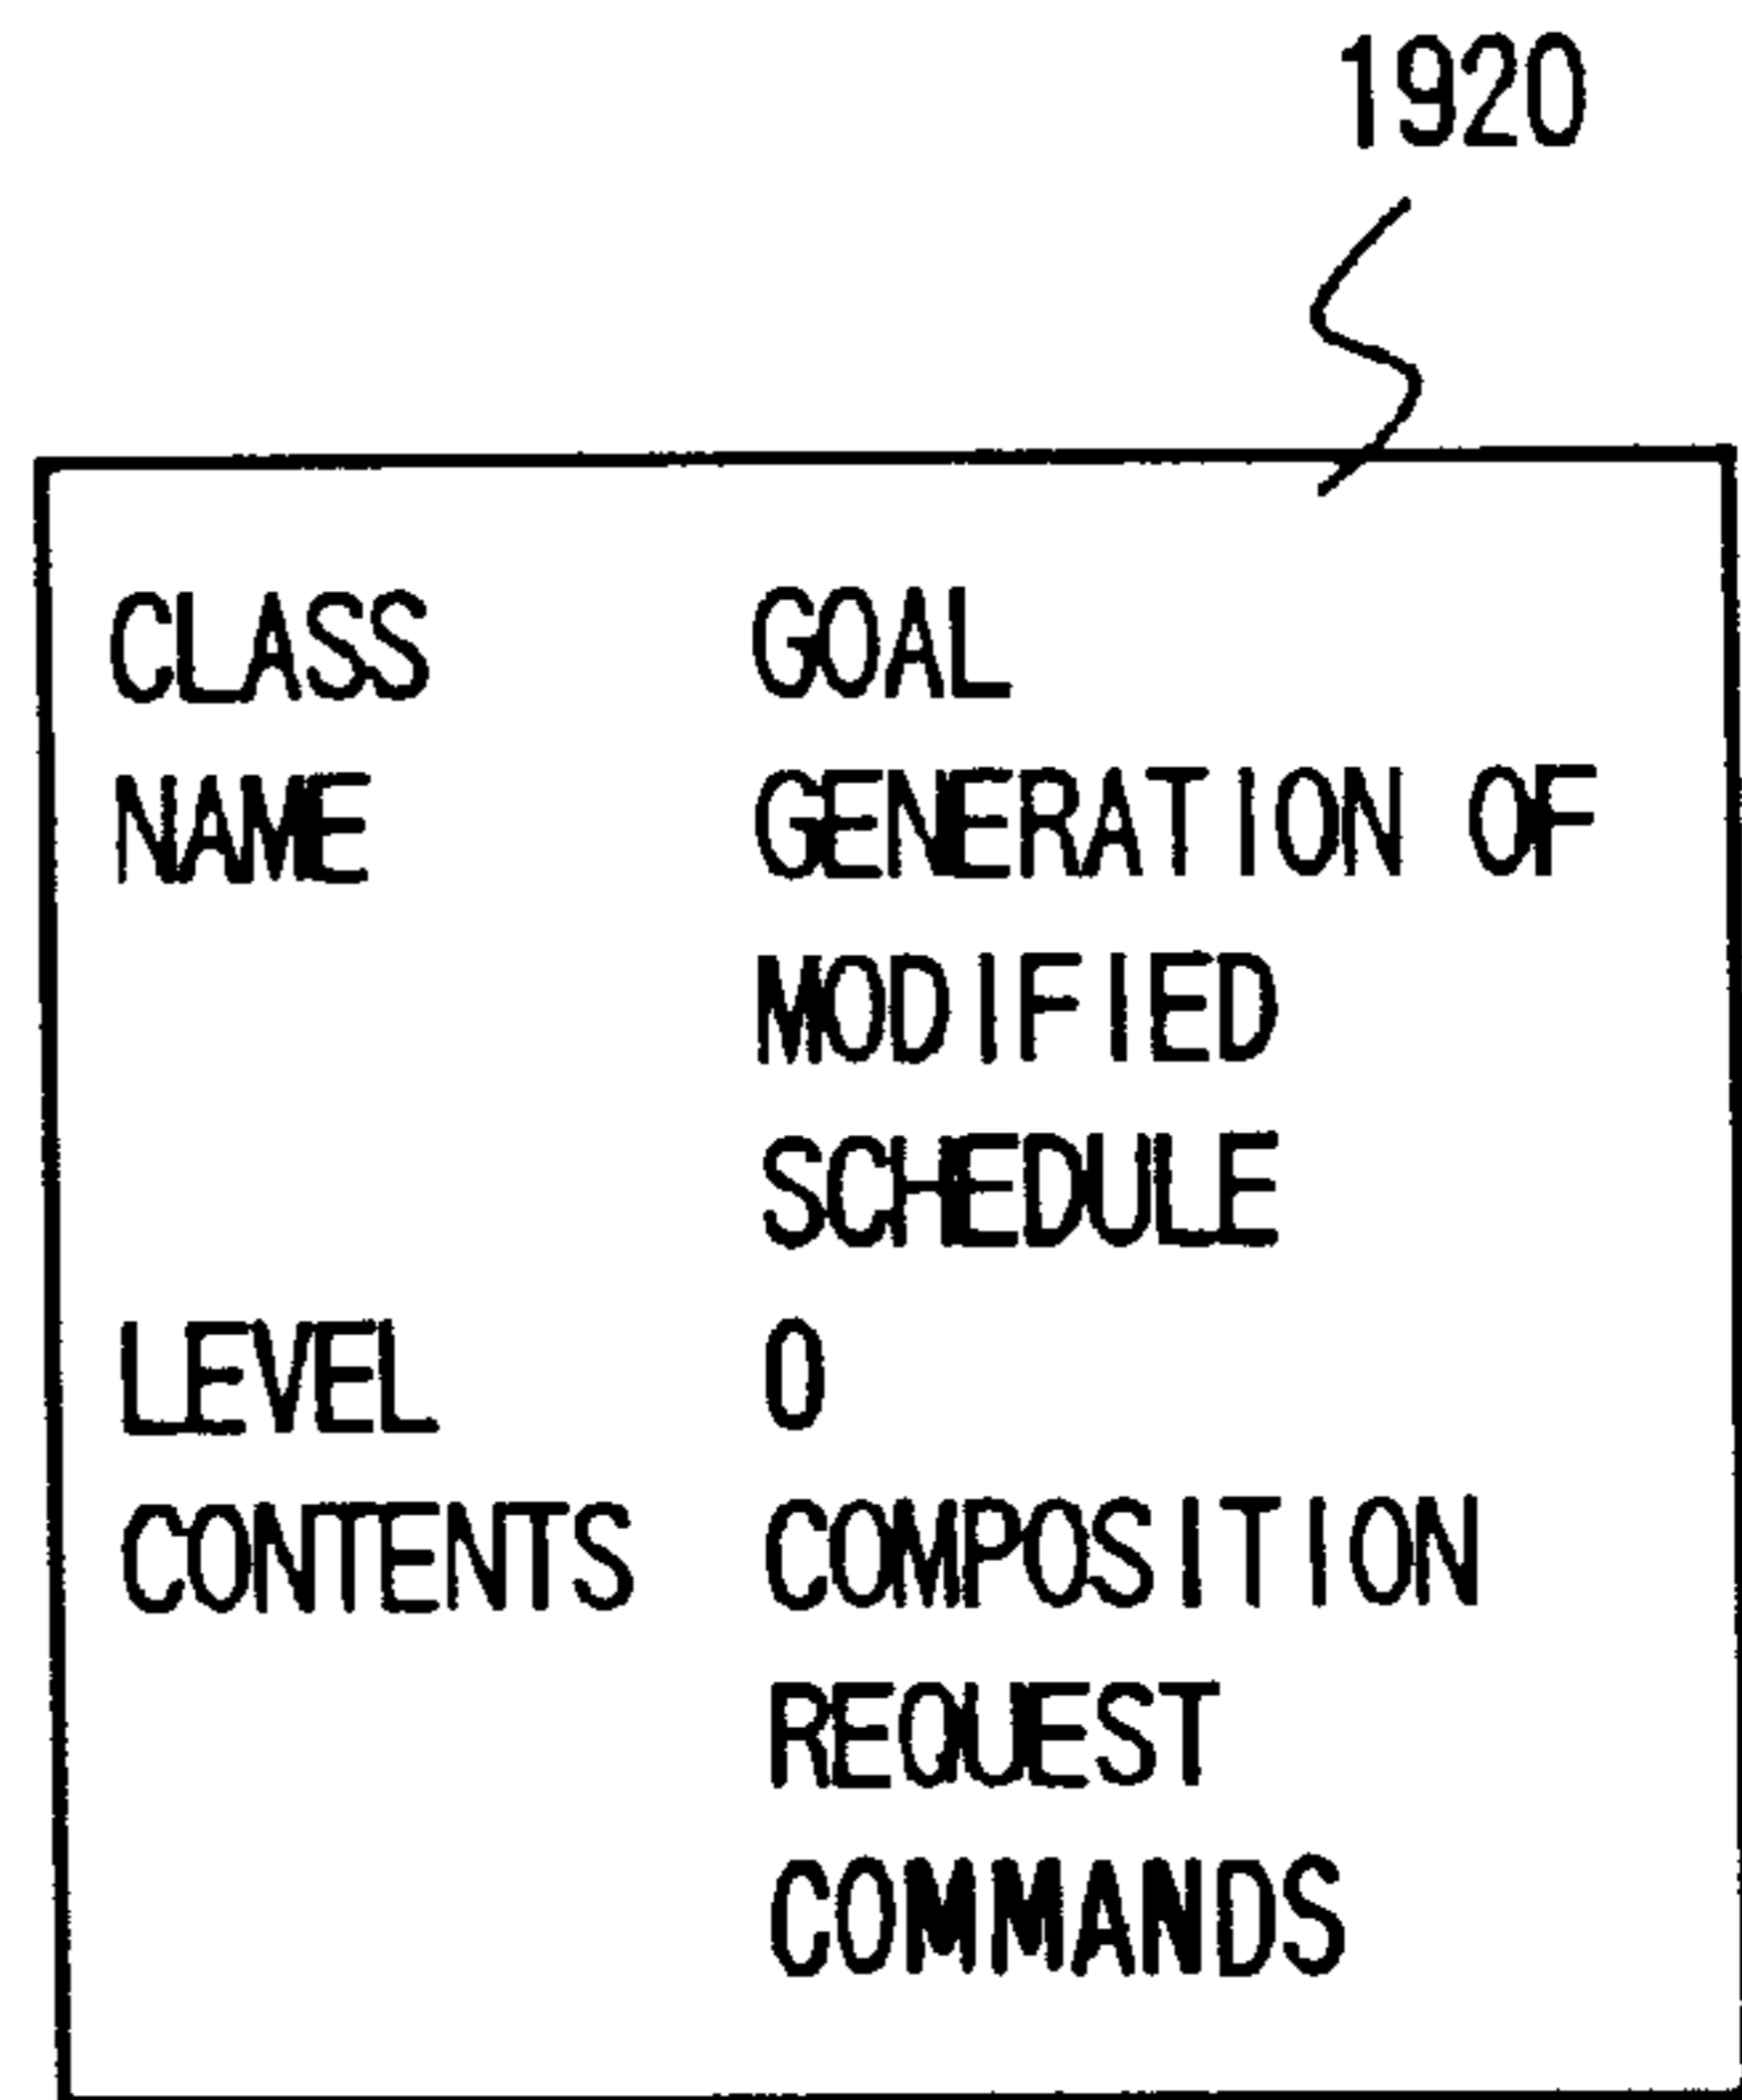 1920
CLASS GOAL
NAME GENERATION OF
MODIFIED
SCHEDULE
LEVEL 0
CONTENTS COMPOSITION
REQUEST
COMMANDS